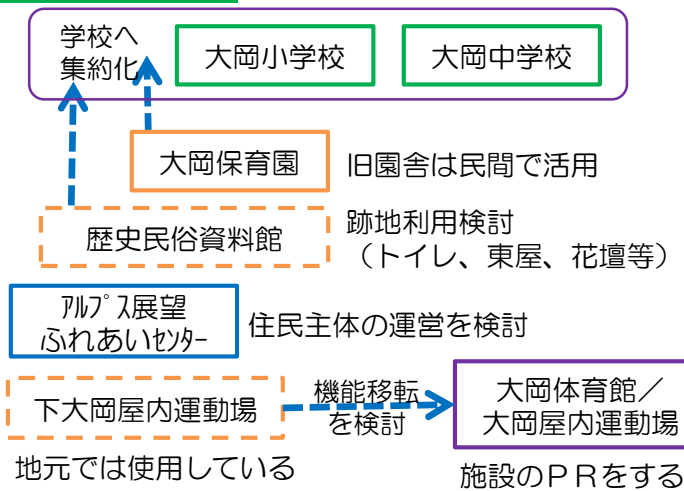 学校へ
集約化
大岡小学校
大岡中学校
大岡保育園
旧園舎は民間で活用
歴史民俗資料館
跡地利用検討
（トイレ、東屋、花壇等）
ｱﾙﾌﾟｽ展望
ふれあいｾﾝﾀｰ
住民主体の運営を検討
下大岡屋内運動場
機能移転
を検討
大岡体育館／
大岡屋内運動場
地元では使用している
施設のＰＲをする